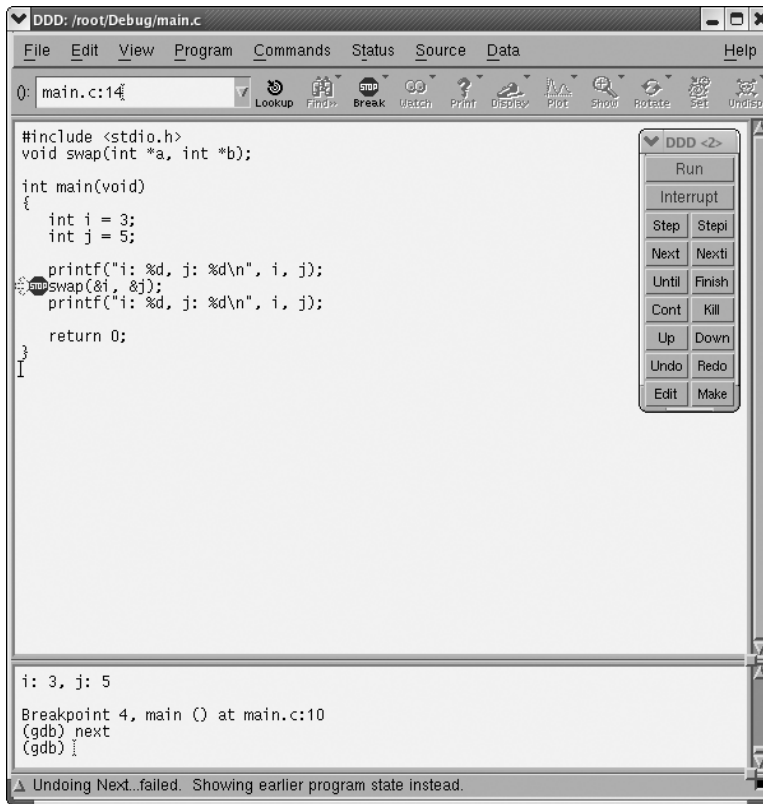 DDD: /root/Debug/main.c
File Edit View Program Commands Status Source Data Help
(): main.c:14 Lookup Find» Break Watch Print Display Plot Show Rotate Set Undisp
#include <stdio.h>
void swap(int *a, int *b);
int main(void)
{
int i = 3;
int j = 5;
printf("i: %d, j: %d\n", i, j);
STOP swap(&i, &j);
printf("i: %d, j: %d\n", i, j);
return 0;
}
DDD <2>
Run
Interrupt
Step Stepi
Next Nexti
Until Finish
Cont Kill
Up Down
Undo Redo
Edit Make
i: 3, j: 5
Breakpoint 4, main () at main.c:10
(gdb) next
(gdb)
Undoing Next...failed. Showing earlier program state instead.